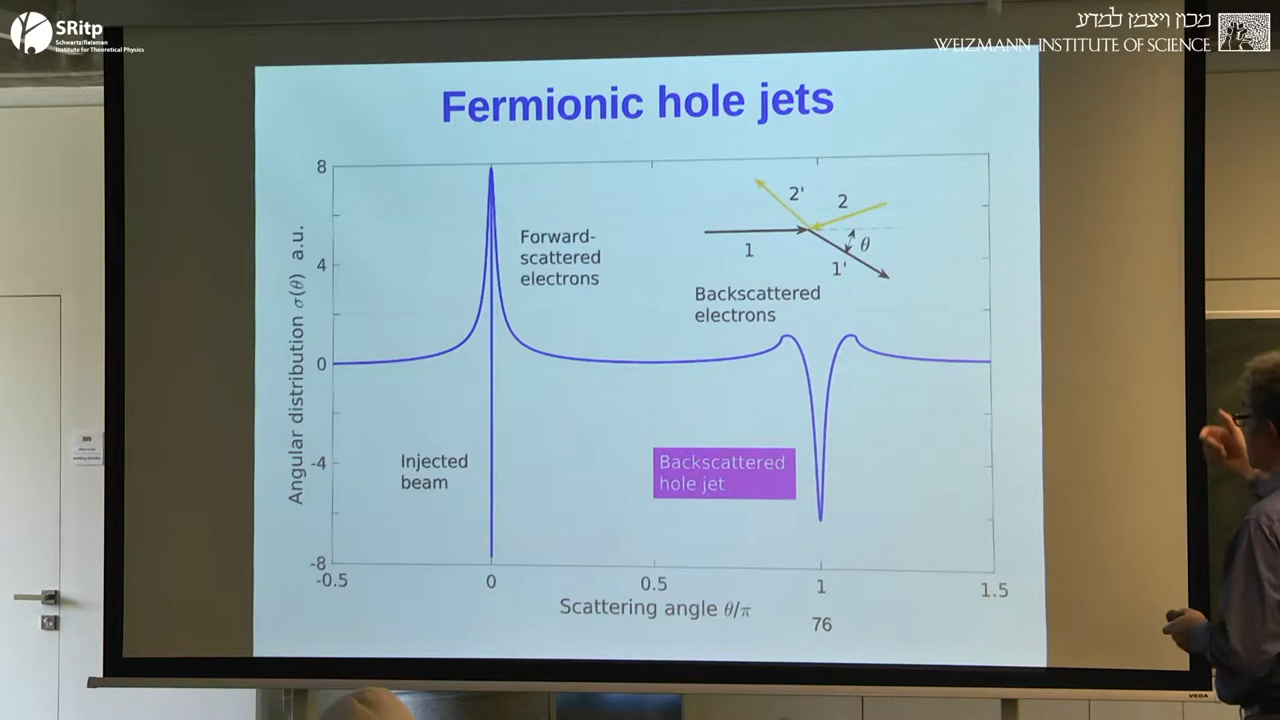 SRitp
Schwartz/Reisman
Institute for Theoretical Physics
מכון ויצמן למדע
WEIZMANN INSTITUTE OF SCIENCE
Fermionic hole jets
8
4
0
-4
-8
Angular distribution σ(θ) a.u.
Forward-
scattered
electrons
2'
2
1
θ
1'
Backscattered
electrons
Injected
beam
Backscattered
hole jet
-0.5
0
0.5
1
1.5
Scattering angle θ/π
76
VEGA